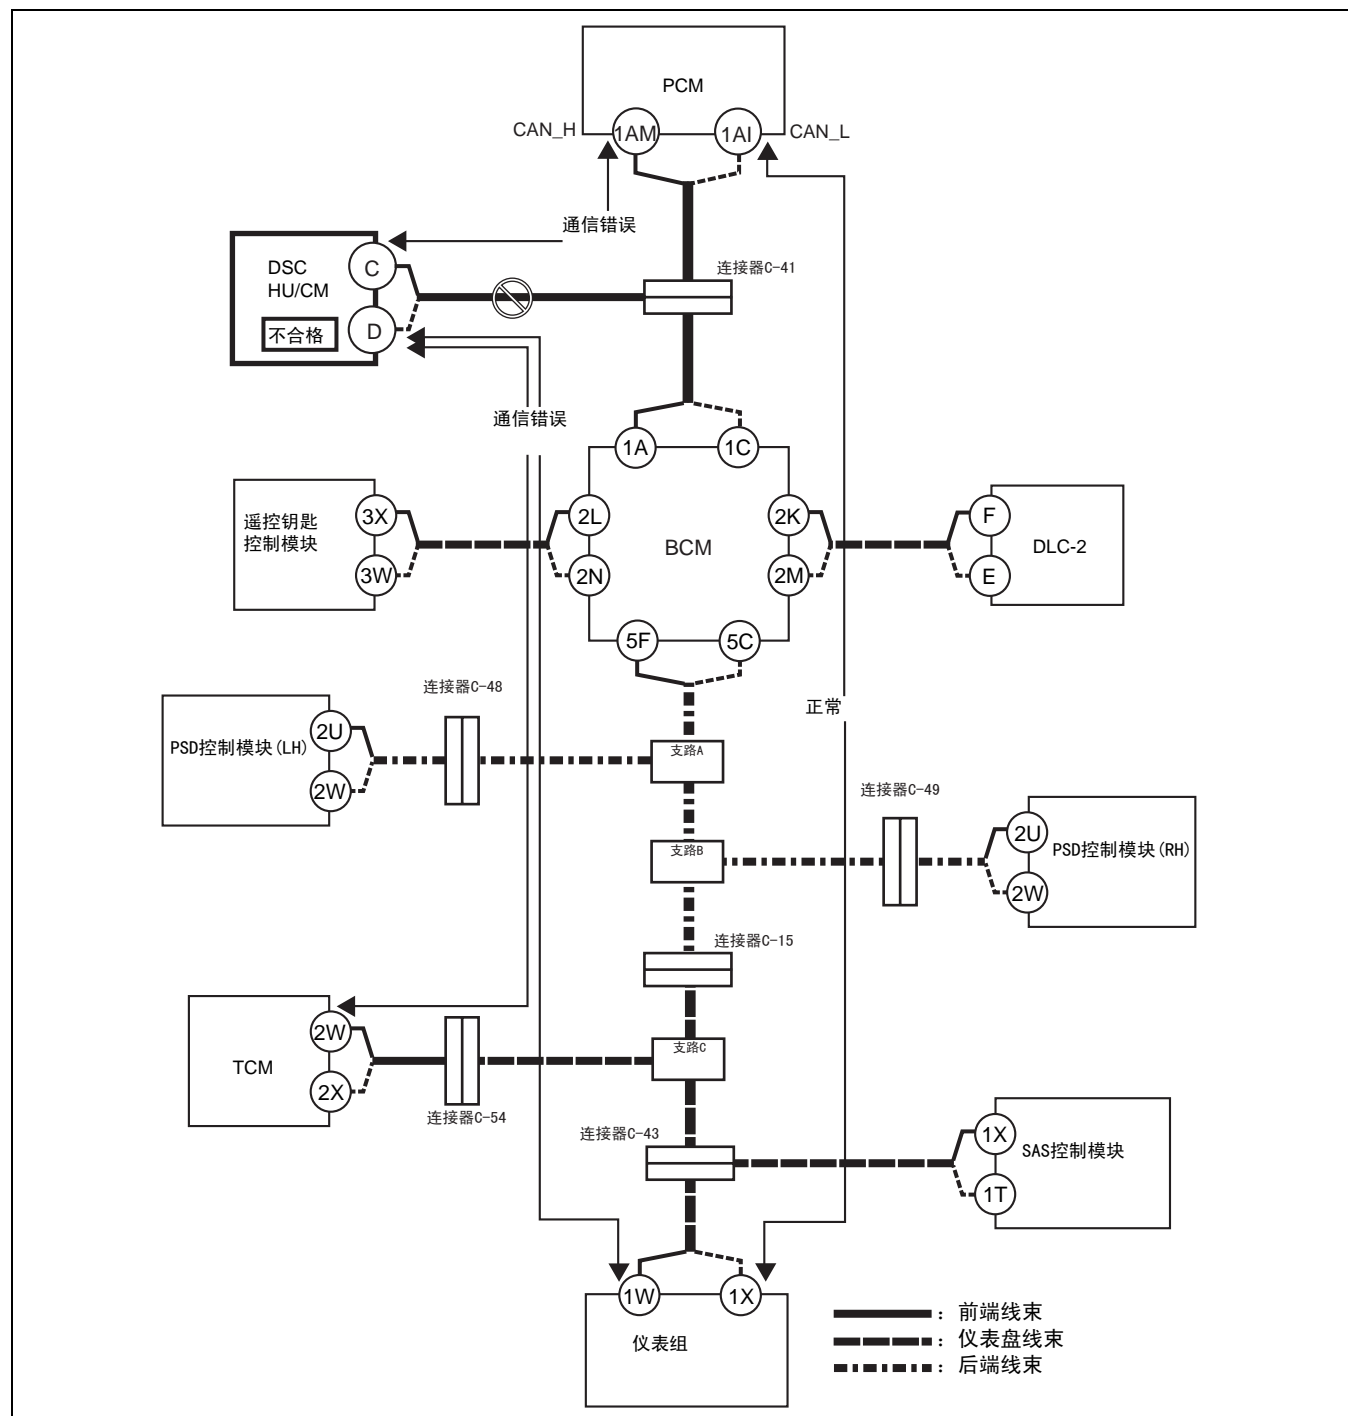 PCM
CAN_H
1AM
1AI
CAN_L
通信错误
连接器C-41
DSC
HU/CM
不合格
C
D
通信错误
1A
1C
遥控钥匙
控制模块
3X
3W
2L
2N
BCM
2K
2M
F
E
DLC-2
5F
5C
连接器C-48
正常
PSD控制模块(LH)
2U
2W
支路A
连接器C-49
支路B
2U
2W
PSD控制模块(RH)
连接器C-15
TCM
2W
2X
支路C
连接器C-54
连接器C-43
1X
1T
SAS控制模块
1W
1X
仪表组
：前端线束
：仪表盘线束
：后端线束